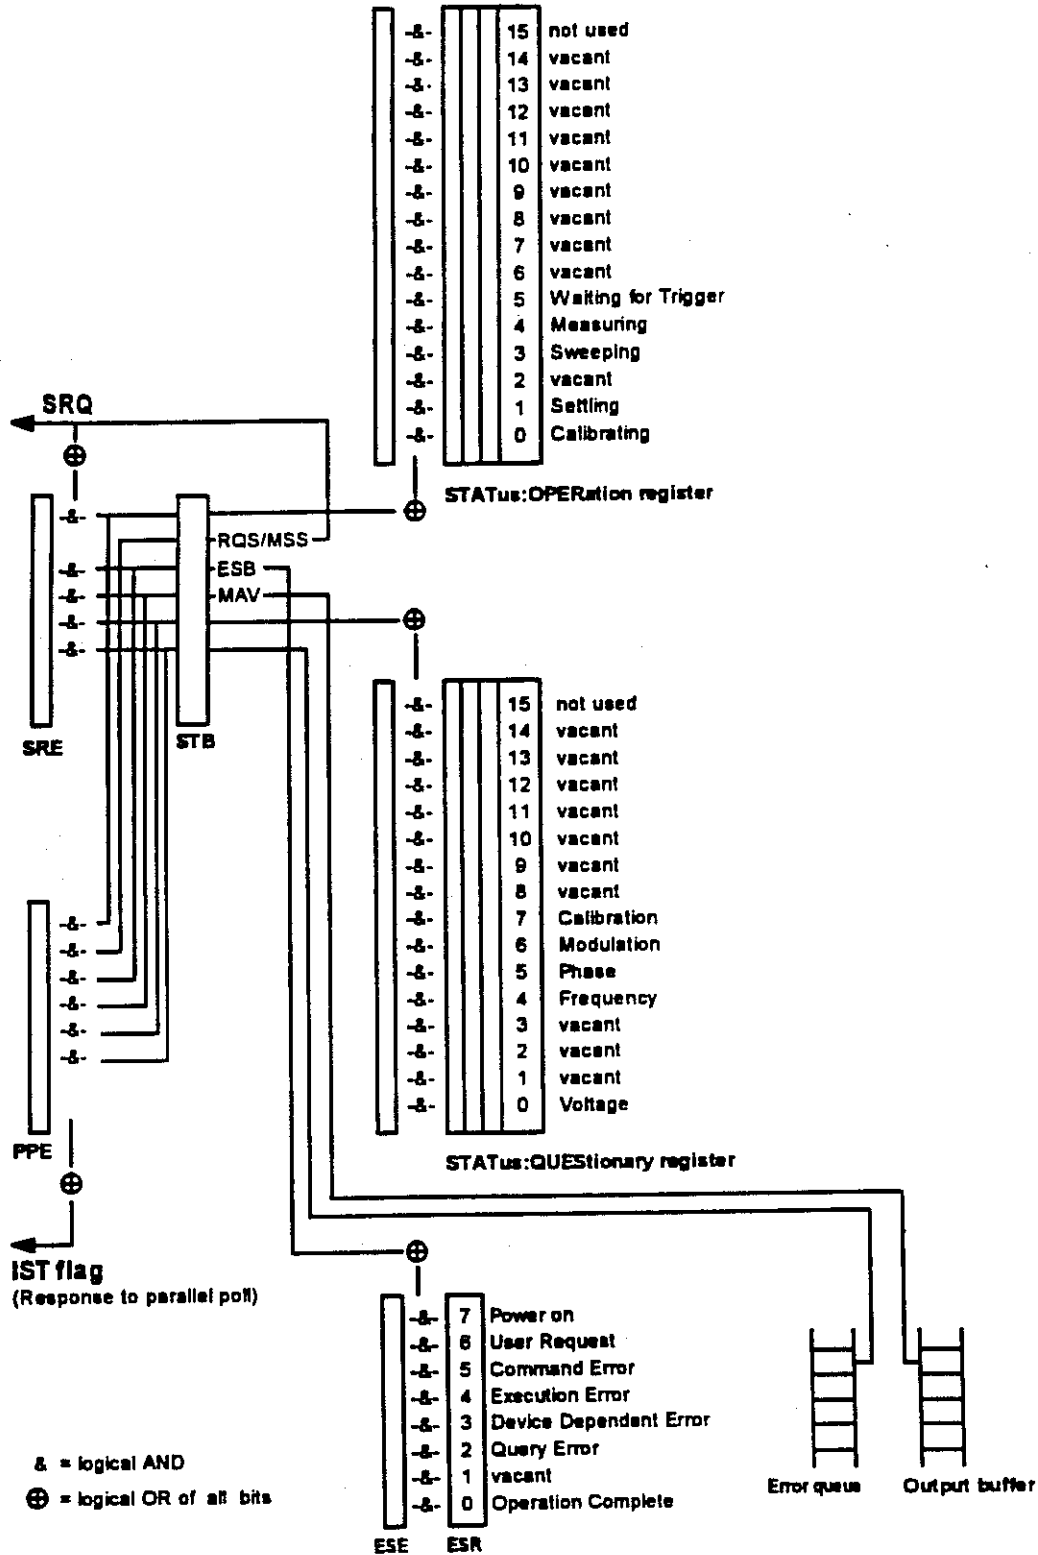 -&- 15 not used
-&- 14 vacant
-&- 13 vacant
-&- 12 vacant
-&- 11 vacant
-&- 10 vacant
-&- 9 vacant
-&- 8 vacant
-&- 7 vacant
-&- 6 vacant
-&- 5 Waiting for Trigger
-&- 4 Measuring
-&- 3 Sweeping
-&- 2 vacant
-&- 1 Settling
-&- 0 Calibrating
STATus:OPERation register
SRQ
-&-
RQS/MSS
-&- ESB
-&- MAV
-&-
-&-
SRE STB
-&- 15 not used
-&- 14 vacant
-&- 13 vacant
-&- 12 vacant
-&- 11 vacant
-&- 10 vacant
-&- 9 vacant
-&- 8 vacant
-&- 7 Calibration
-&- 6 Modulation
-&- 5 Phase
-&- 4 Frequency
-&- 3 vacant
-&- 2 vacant
-&- 1 vacant
-&- 0 Voltage
STATus:QUEStionary register
-&-
-&-
-&-
-&-
-&-
-&-
PPE
IST flag
(Response to parallel poll)
-&- 7 Power on
-&- 6 User Request
-&- 5 Command Error
-&- 4 Execution Error
-&- 3 Device Dependent Error
-&- 2 Query Error
-&- 1 vacant
-&- 0 Operation Complete
ESE ESR
Error queue Output buffer
& = logical AND
⊕ = logical OR of all bits